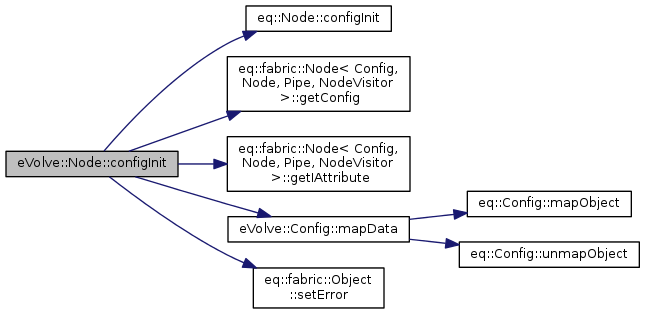 eq::Node::configInit
eq::fabric::Node< Config,
Node, Pipe, NodeVisitor
>::getConfig
eVolve::Node::configInit
eq::fabric::Node< Config,
Node, Pipe, NodeVisitor
>::getIAttribute
eq::Config::mapObject
eVolve::Config::mapData
eq::Config::unmapObject
eq::fabric::Object
::setError